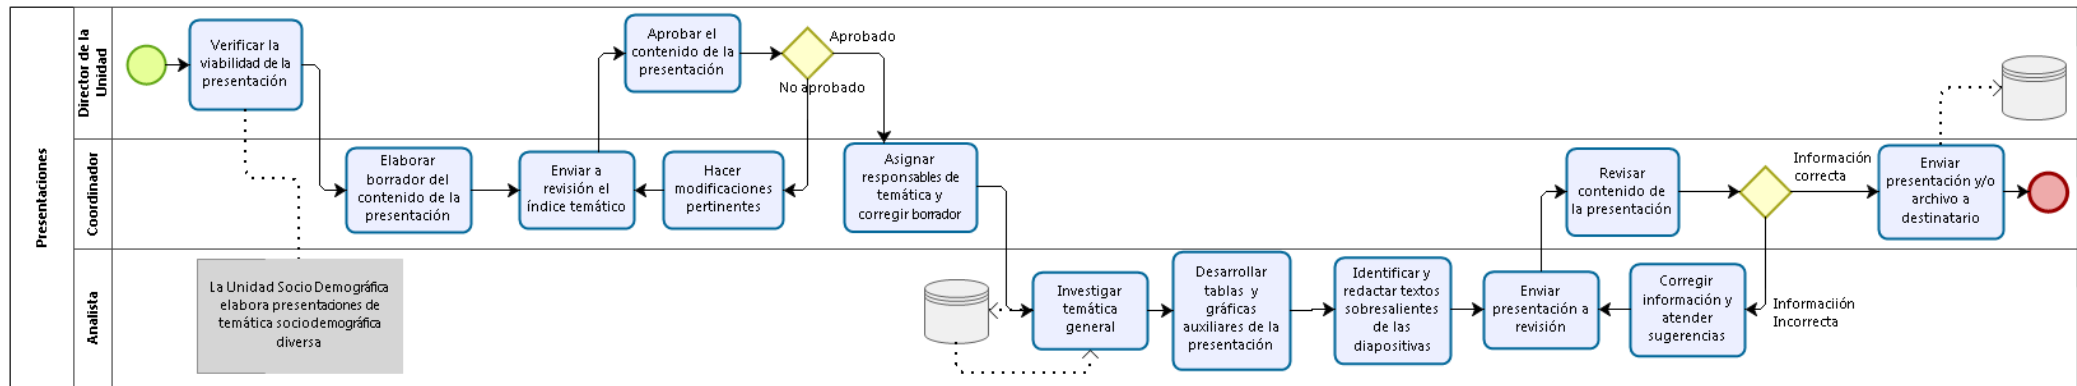 Presentaciones
Director de la
Unidad
Verificar la
viabilidad de la
presentación
Aprobar el
contenido de la
presentación
Aprobado
No aprobado
Coordinador
Elaborar
borrador del
contenido de la
presentación
Enviar a
revisión el
índice temático
Hacer
modificaciones
pertinentes
Asignar
responsables de
temática y
corregir borrador
Revisar
contenido de
la presentación
Información
correcta
Enviar
presentación y/o
archivo a
destinatario
Analista
La Unidad Socio Demográfica
elabora presentaciones de
temática sociodemográfica
diversa
Investigar
temática
general
Desarrollar
tablas y
gráficas
auxiliares de la
presentación
Identificar y
redactar textos
sobresalientes
de las
diapositivas
Enviar
presentación a
revisión
Corregir
información y
atender
sugerencias
Informaciión
Incorrecta